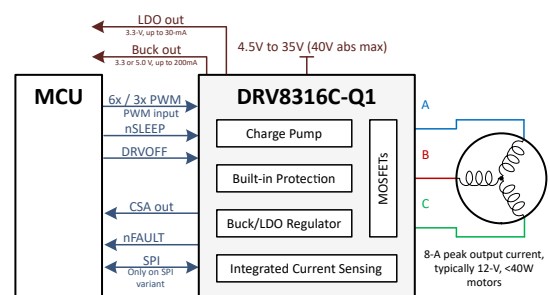 LDO out
3.3-V, up to 30-mA
Buck out
3.3 or 5.0 V, up to 200mA
4.5V to 35V (40V abs max)
MCU
DRV8316C-Q1
6x / 3x PWM
PWM input
nSLEEP
DRVOFF
CSA out
nFAULT
SPI
Only on SPI
variant
Charge Pump
Built-in Protection
Buck/LDO Regulator
Integrated Current Sensing
MOSFETs
A
B
C
8-A peak output current,
typically 12-V, <40W
motors